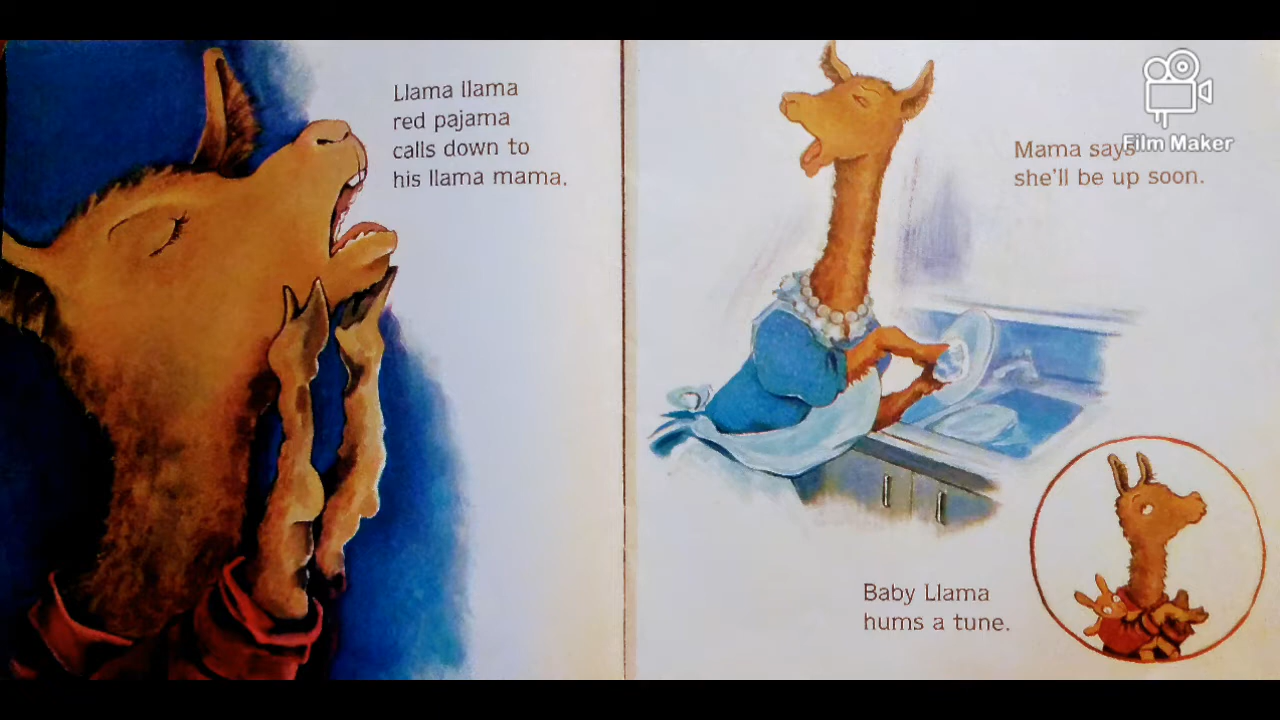 Llama llama
red pajama
calls down to
his llama mama.
Mama says
she'll be up soon.
Film Maker
Baby Llama
hums a tune.